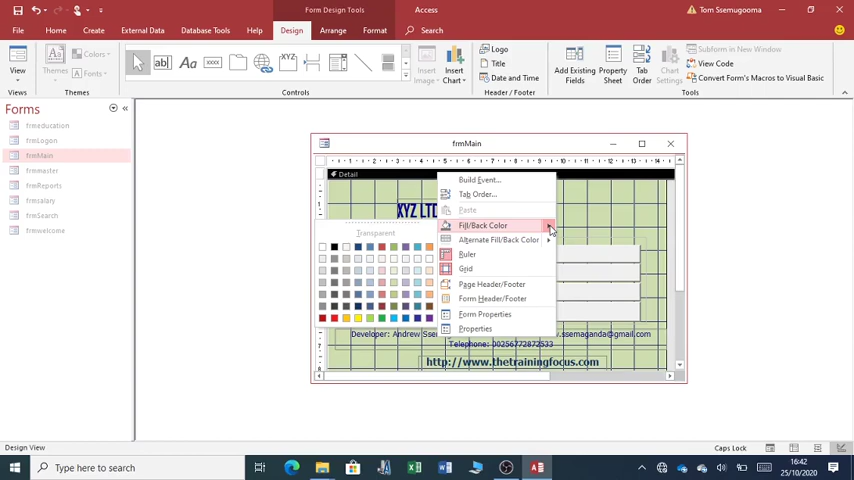 Form Design Tools
Access
Tom Ssemugooma
File
Home
Create
External Data
Database Tools
Help
Design
Arrange
Format
Search
View
Views
Themes
Colors
Fonts
Themes
ab|
Aa
xxxx
XYZ
Controls
Insert Image
Insert Chart
Logo
Title
Date and Time
Header / Footer
Add Existing Fields
Property Sheet
Tab Order
Chart Settings
Subform in New Window
View Code
Convert Form's Macros to Visual Basic
Tools
Forms
frmeducation
frmLogon
frmMain
frmmaster
frmReports
frmsalary
frmSearch
frmwelcome
frmMain
Detail
XYZ LTD
Build Event...
Tab Order...
Paste
Fill/Back Color
Alternate Fill/Back Color
Ruler
Grid
Page Header/Footer
Form Header/Footer
Form Properties
Properties
Transparent
Developer: Andrew Sse
.ssemaganda@gmail.com
Telephone: 00256772872533
http://www.thetrainingfocus.com
Design View
Caps Lock
Type here to search
16:42
25/10/2020